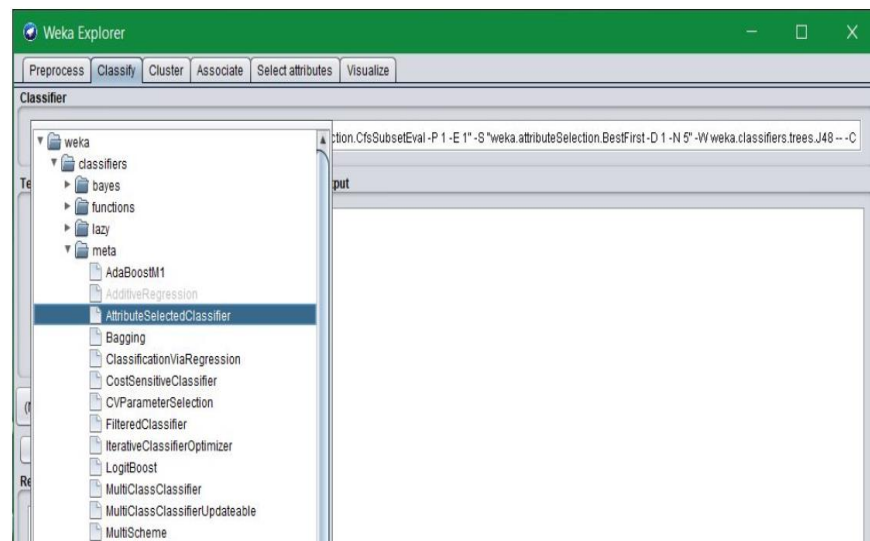 Weka Explorer
Preprocess Classify Cluster Associate Select attributes Visualize
Classifier
weka
ction.CfsSubsetEval -P 1 -E 1" -S "weka.attributeSelection.BestFirst -D 1 -N 5" -W weka.classifiers.trees.J48 -- -C
classifiers
Te
bayes
put
functions
lazy
meta
AdaBoostM1
AdditiveRegression
AttributeSelectedClassifier
Bagging
ClassificationViaRegression
CostSensitiveClassifier
CVParameterSelection
FilteredClassifier
IterativeClassifierOptimizer
LogitBoost
Re
MultiClassClassifier
MultiClassClassifierUpdateable
MultiScheme